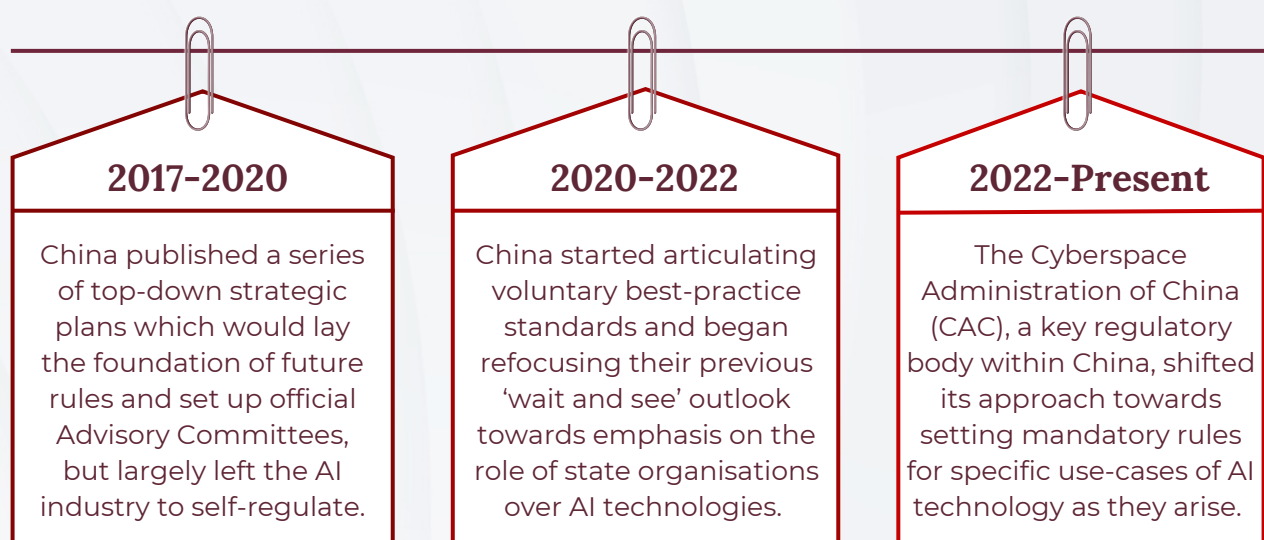 2017-2020
China published a series
of top-down strategic
plans which would lay
the foundation of future
rules and set up official
Advisory Committees,
but largely left the AI
industry to self-regulate.
2020-2022
China started articulating
voluntary best-practice
standards and began
refocusing their previous
‘wait and see’ outlook
towards emphasis on the
role of state organisations
over AI technologies.
2022-Present
The Cyberspace
Administration of China
(CAC), a key regulatory
body within China, shifted
its approach towards
setting mandatory rules
for specific use-cases of AI
technology as they arise.